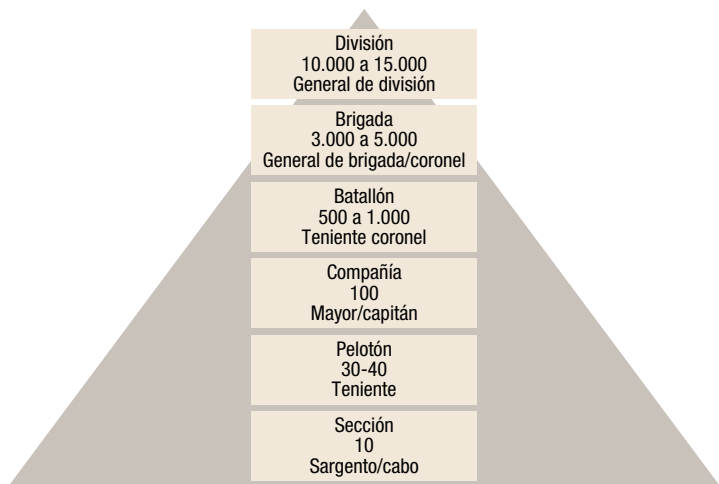 División
10.000 a 15.000
General de división
Brigada
3.000 a 5.000
General de brigada/coronel
Batallón
500 a 1.000
Teniente coronel
Compañía
100
Mayor/capitán
Pelotón
30-40
Teniente
Sección
10
Sargento/cabo